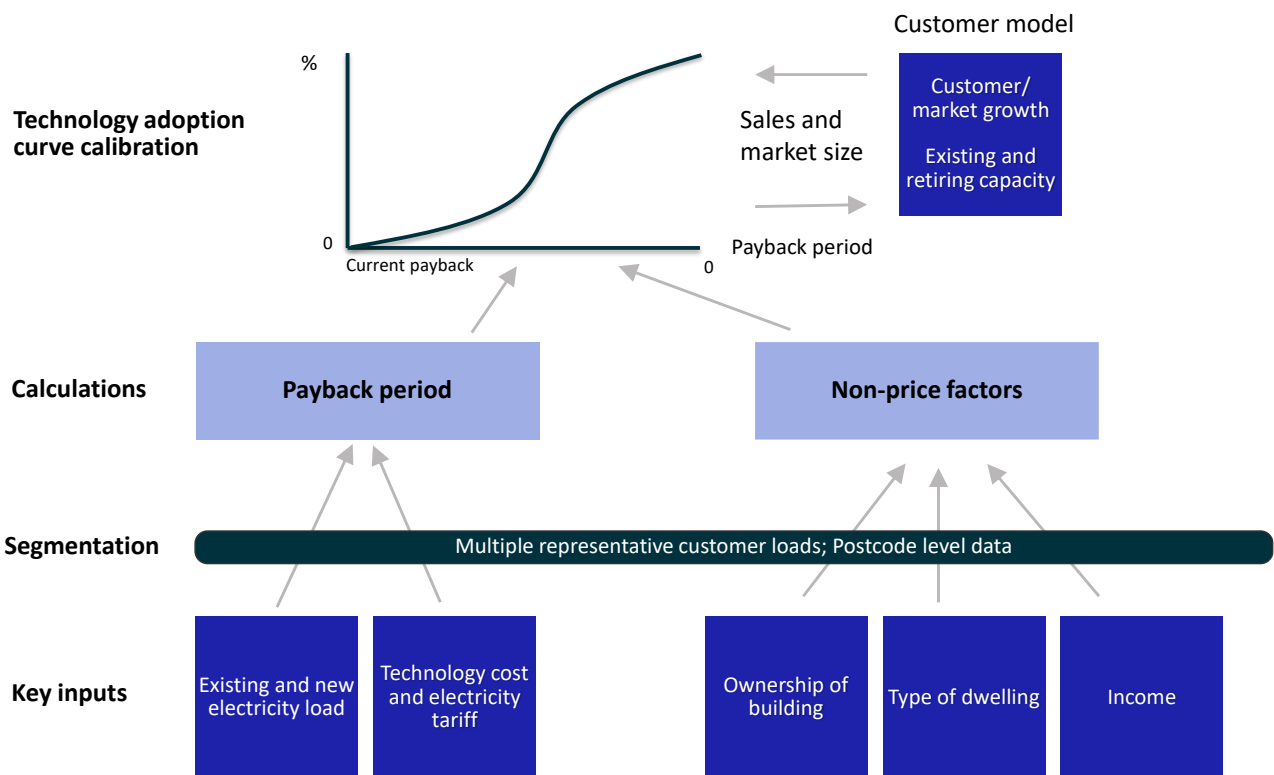 Customer model
%
Customer/
market growth
Existing and
retiring capacity
Technology adoption
curve calibration
Sales and
market size
0
Payback period
Current payback
0
Calculations
Payback period
Non-price factors
Segmentation
Multiple representative customer loads; Postcode level data
Key inputs
Existing and new
electricity load
Technology cost
and electricity
tariff
Ownership of
building
Type of dwelling
Income